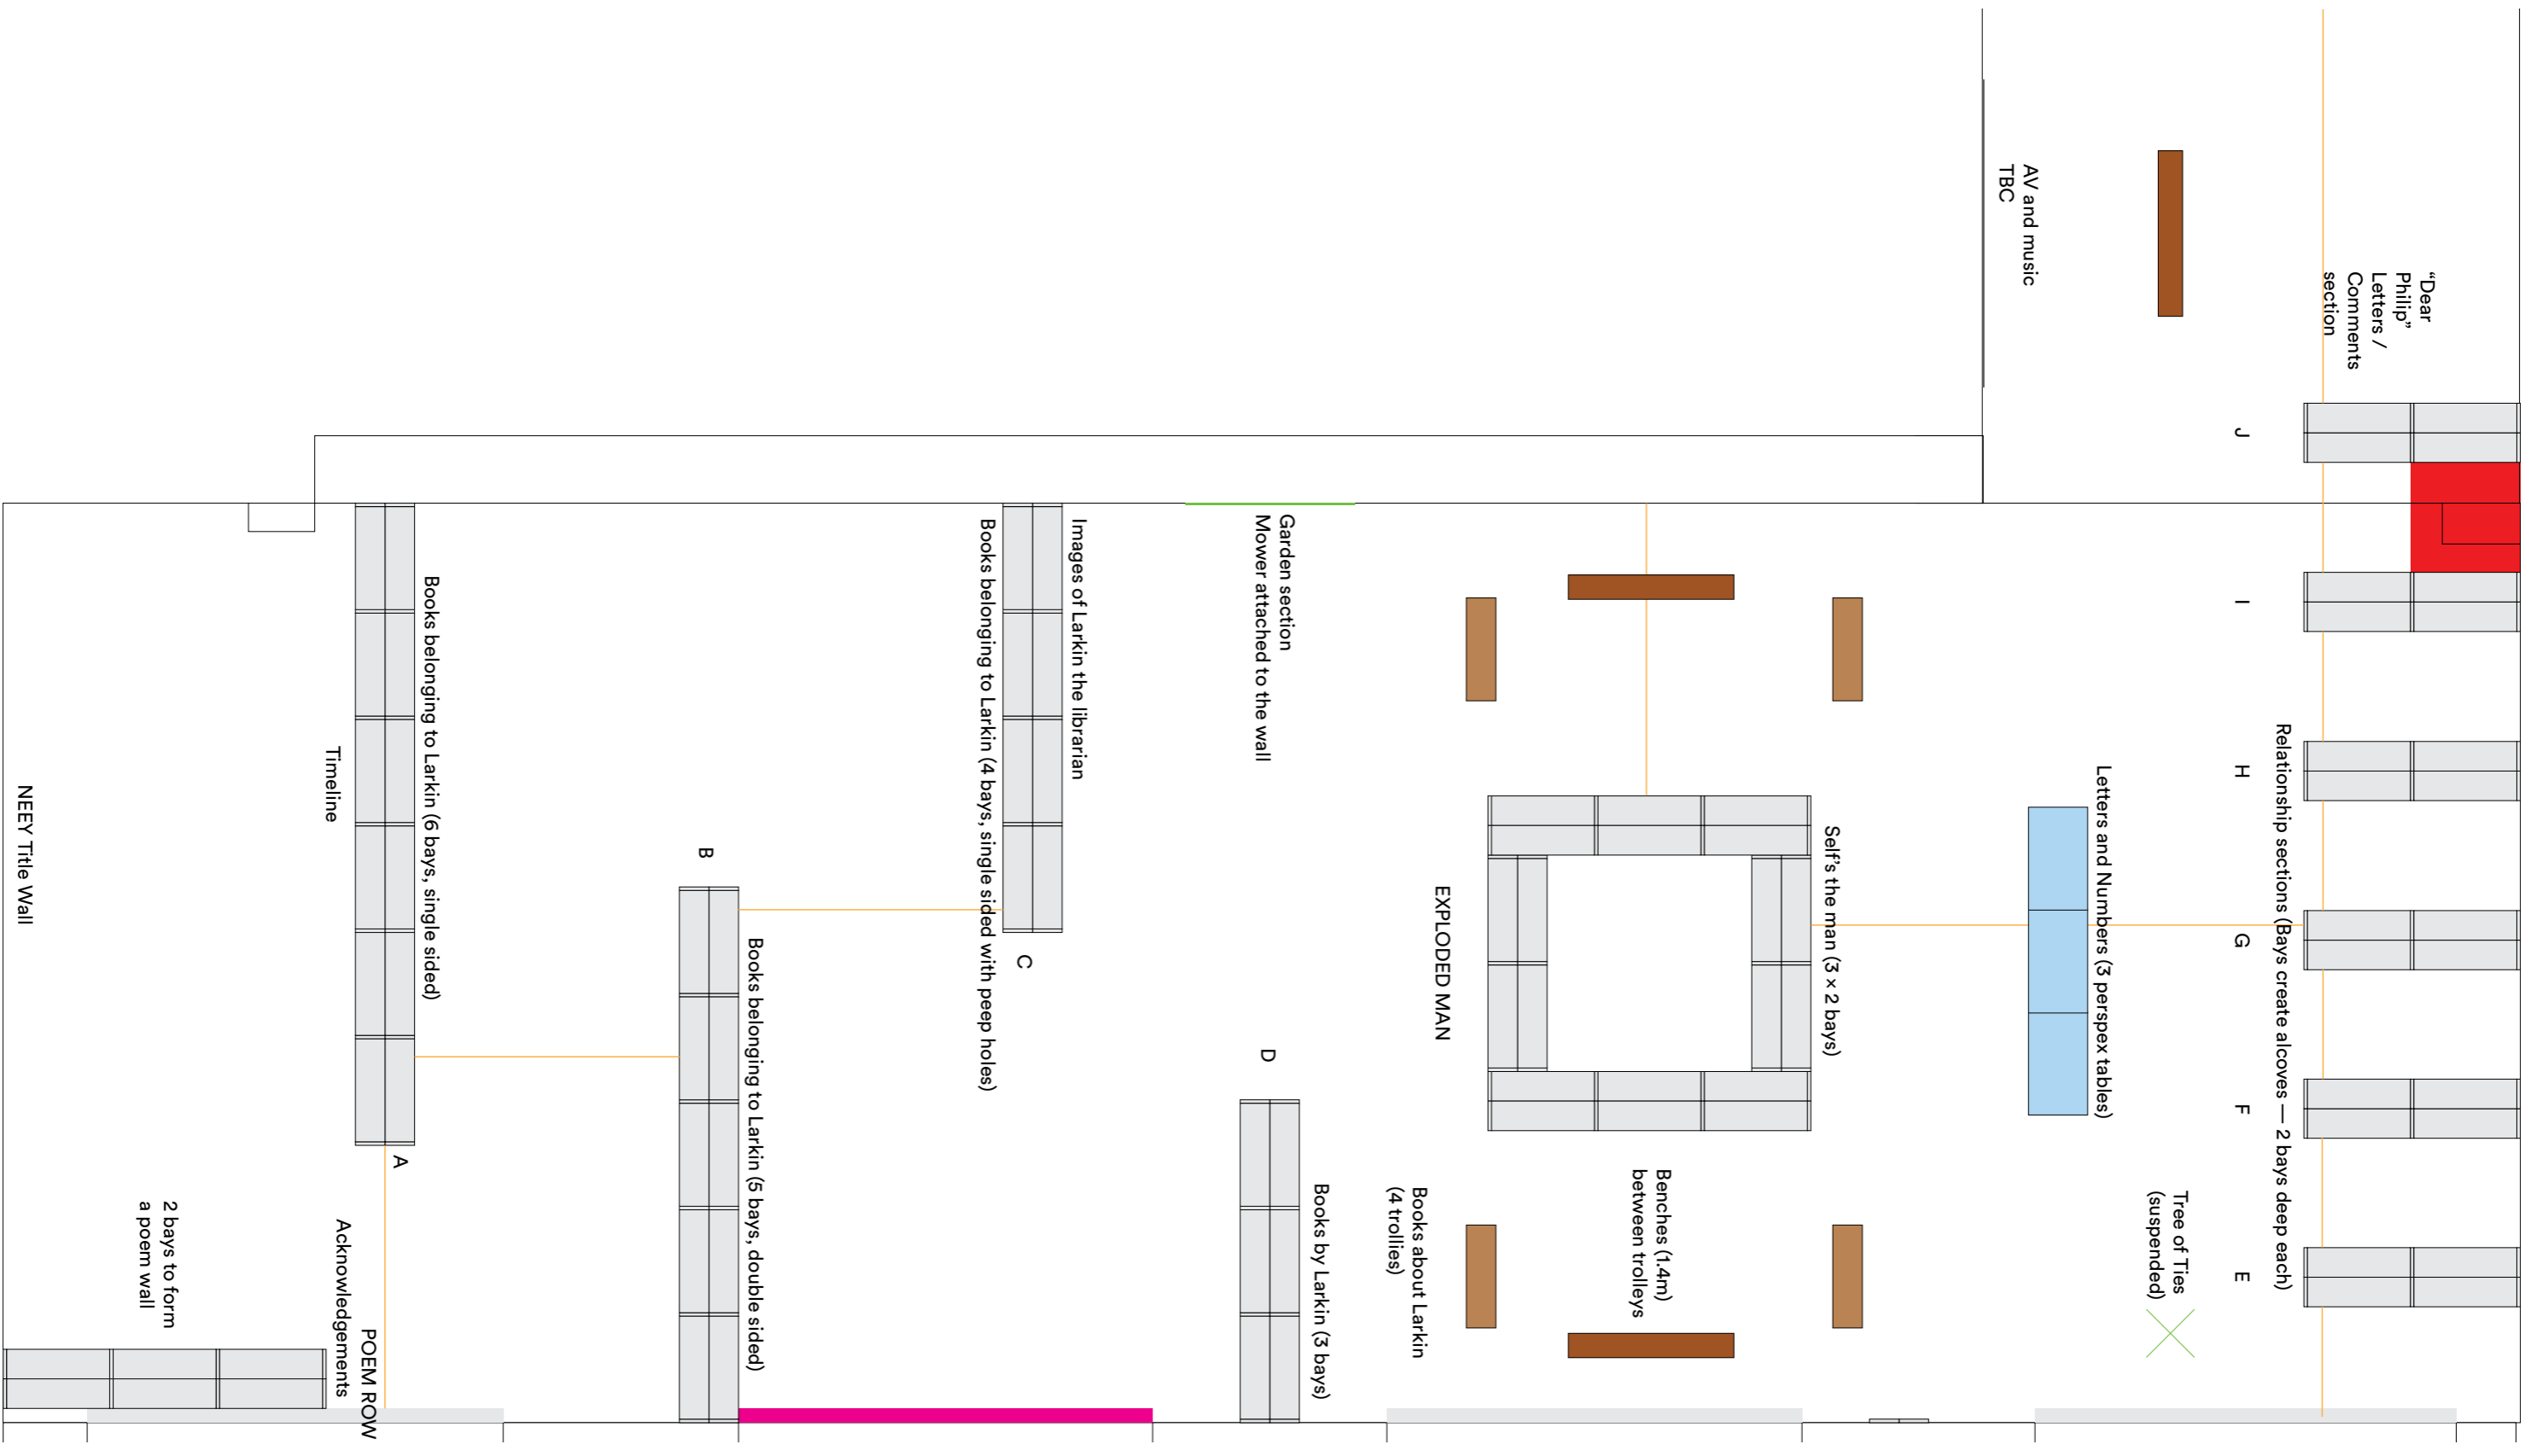 AV and music
TBC
“Dear
Philip”
Letters /
Comments
section
J
I
H
G
F
E
Relationship sections (Bays create alcoves — 2 bays deep each)
Letters and Numbers (3 perspex tables)
Tree of Ties
(suspended)
Self’s the man (3 × 2 bays)
EXPLODED MAN
Benches (1.4m)
between trolleys
Books about Larkin
(4 trollies)
Garden section
Mower attached to the wall
D
Books by Larkin (3 bays)
Images of Larkin the librarian
Books belonging to Larkin (4 bays, single sided with peep holes)
C
B
Books belonging to Larkin (5 bays, double sided)
Books belonging to Larkin (6 bays, single sided)
Timeline
A
POEM ROW
Acknowledgements
2 bays to form
a poem wall
NEEY Title Wall